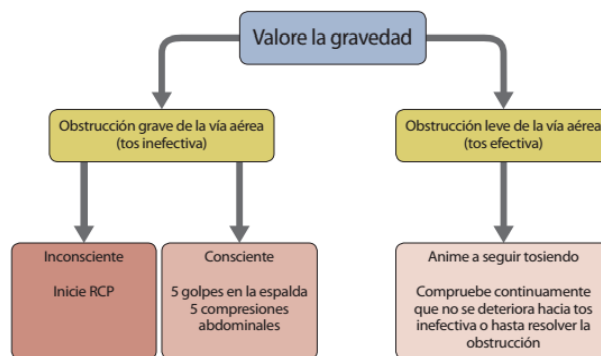 Valore la gravedad
Obstrucción grave de la vía aérea
(tos inefectiva)
Obstrucción leve de la vía aérea
(tos efectiva)
Inconsciente
Inicie RCP
Consciente
5 golpes en la espalda
5 compresiones
abdominales
Anime a seguir tosiendo
Compruebe continuamente
que no se deteriora hacia tos
inefectiva o hasta resolver la
obstrucción